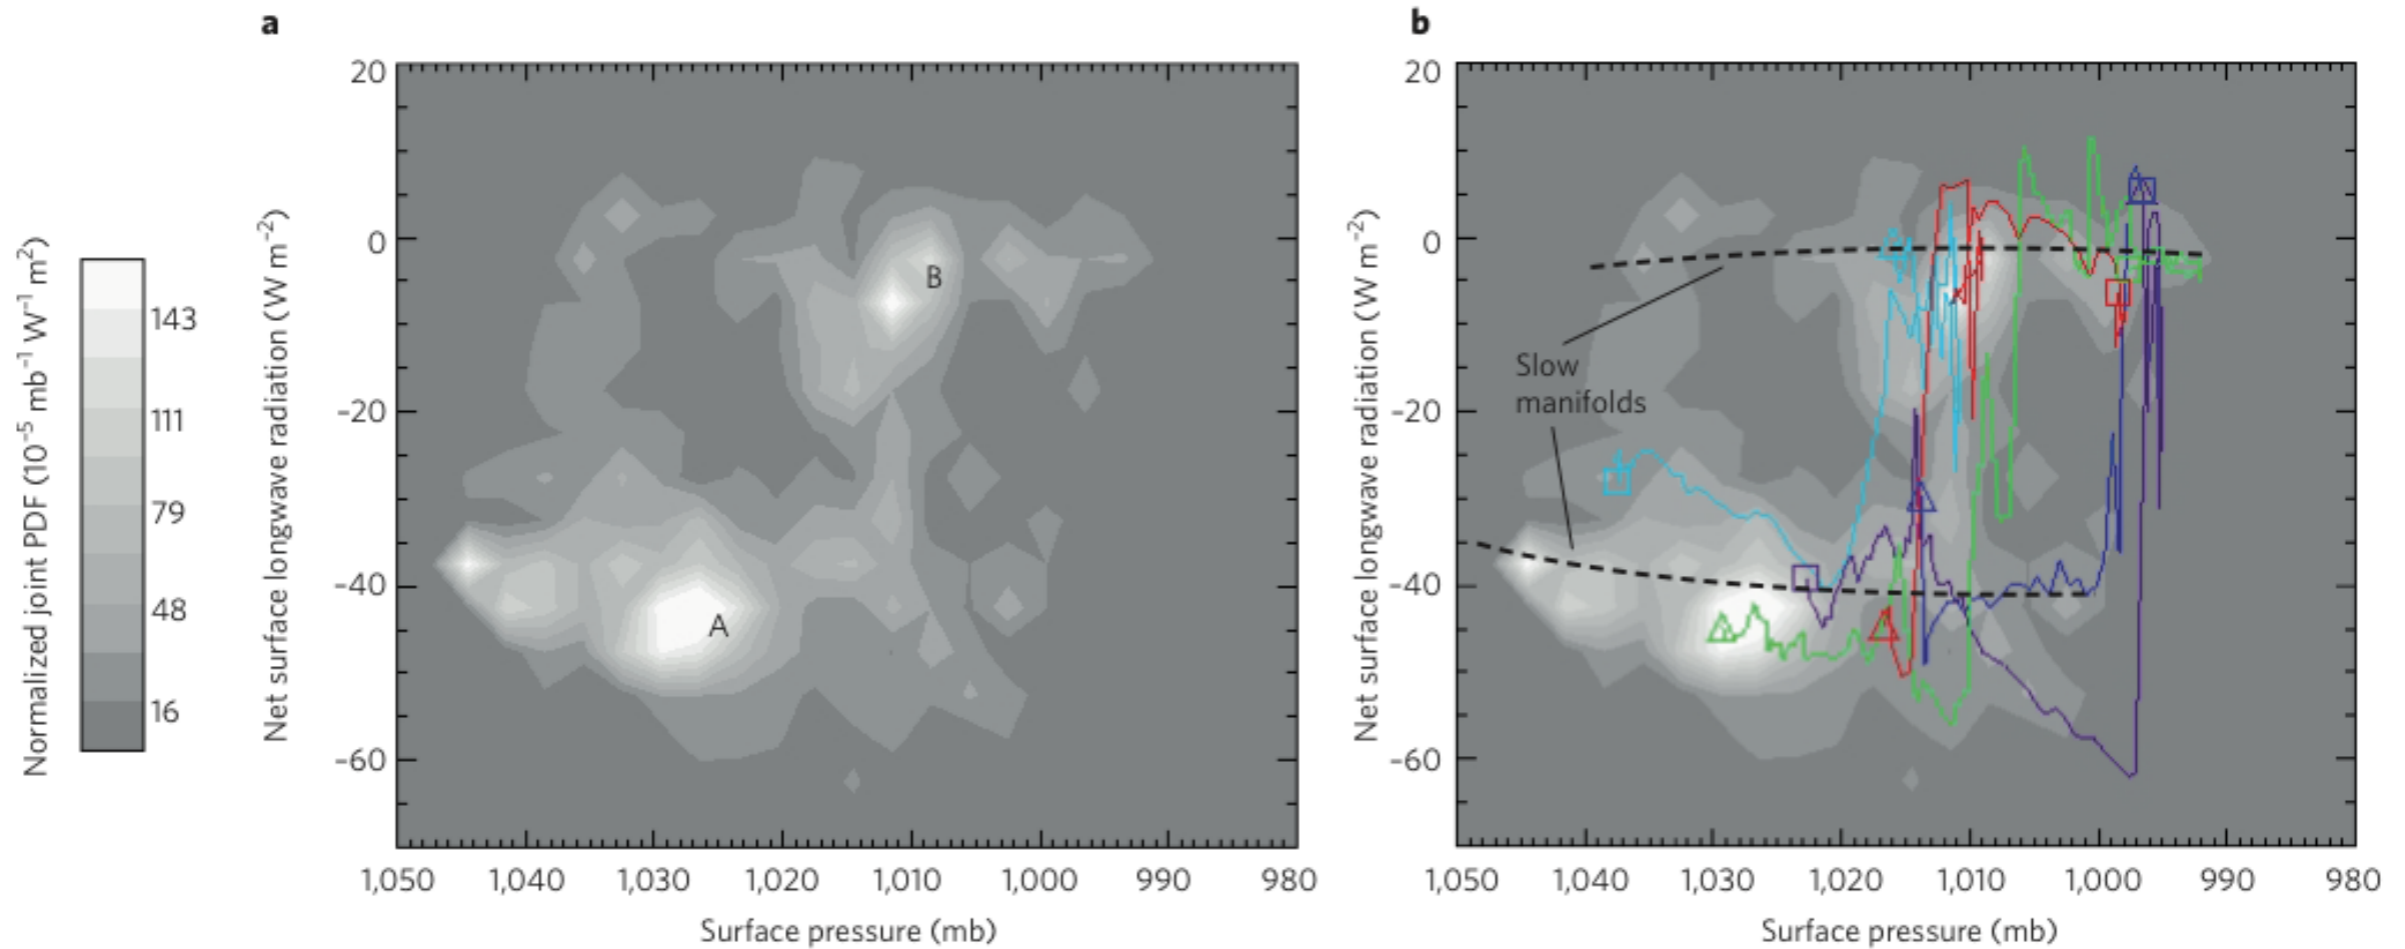 a
b
Normalized joint PDF (10⁻⁵ mb⁻¹ W⁻¹ m²)
143
111
79
48
16
Net surface longwave radiation (W m⁻²)
20
0
-20
-40
-60
B
A
1,050 1,040 1,030 1,020 1,010 1,000 990 980
Surface pressure (mb)
Net surface longwave radiation (W m⁻²)
20
0
-20
-40
-60
Slow
manifolds
1,050 1,040 1,030 1,020 1,010 1,000 990 980
Surface pressure (mb)